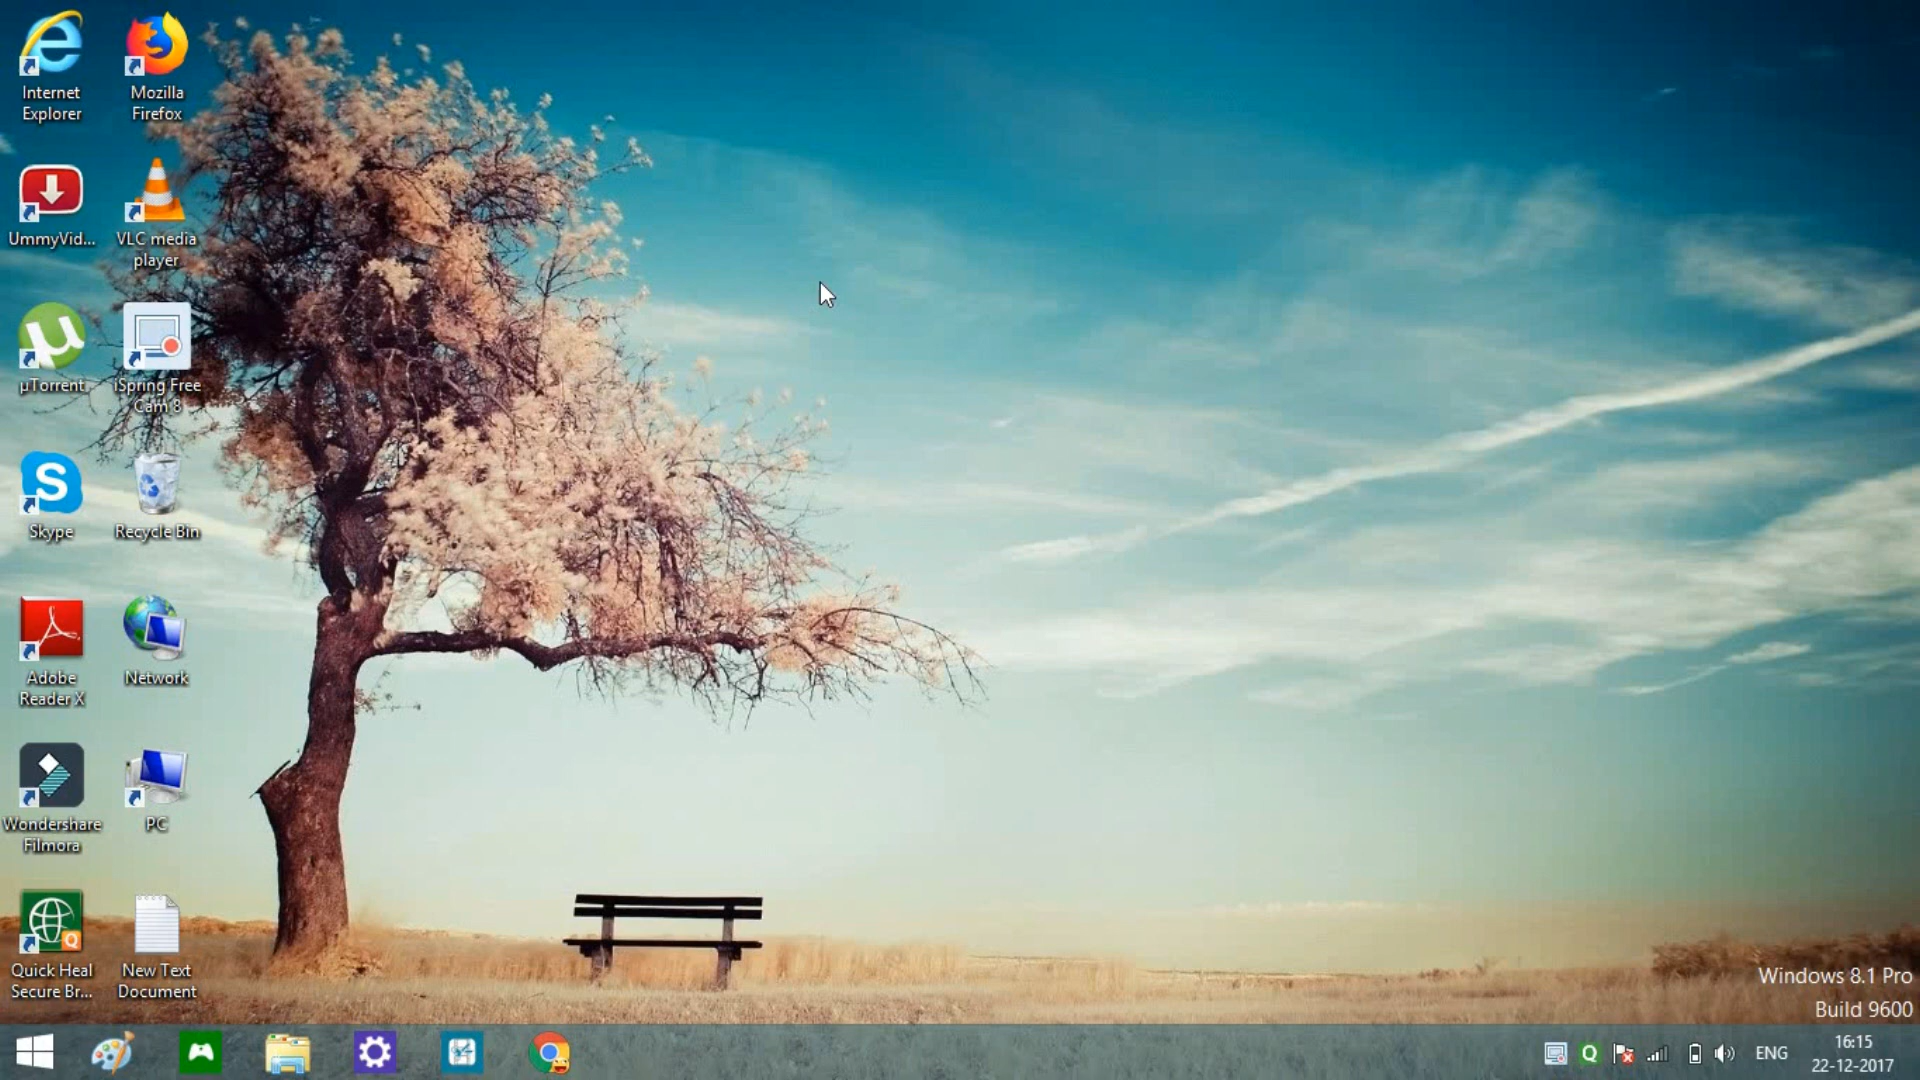 Internet
Explorer
Mozilla
Firefox
UmmyVid...
VLC media
player
µTorrent
iSpring Free
Cam 8
Skype
Recycle Bin
Adobe
Reader X
Network
Wondershare
Filmora
PC
Quick Heal
Secure Br...
New Text
Document
Windows 8.1 Pro
Build 9600
ENG
16:15
22-12-2017